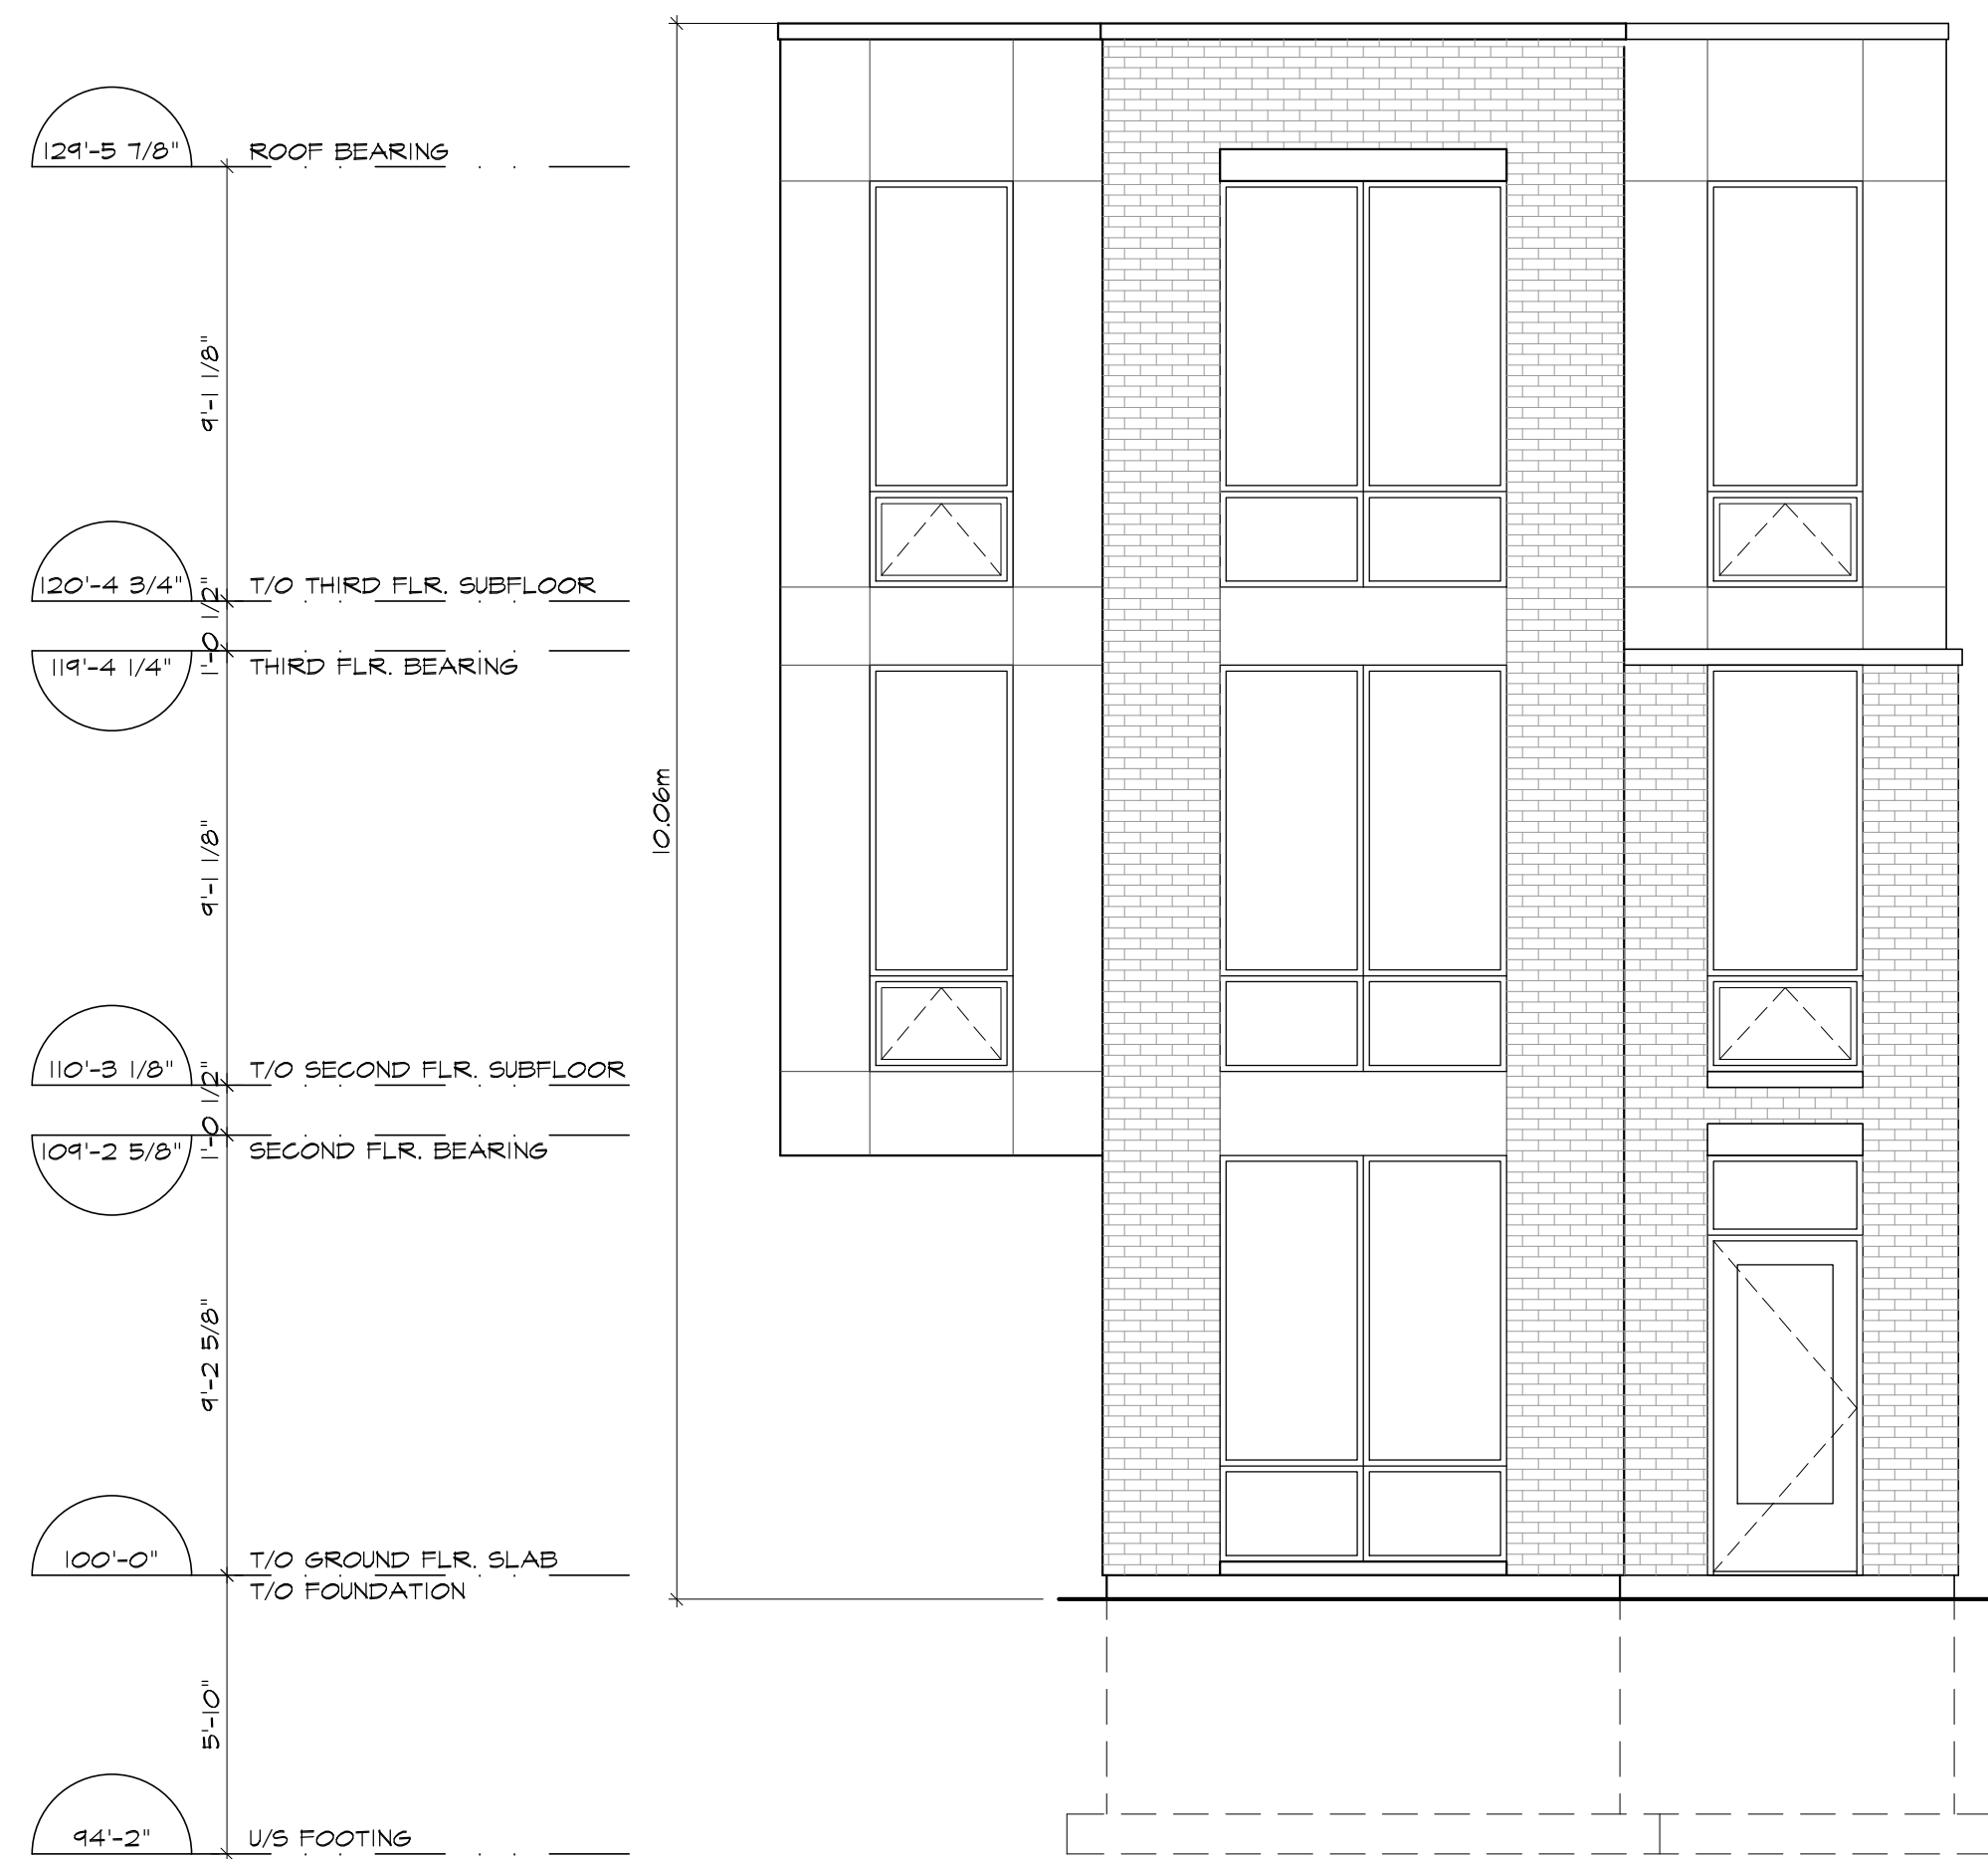 129'-5 7/8" ROOF BEARING
9'-1 1/8"
120'-4 3/4" T/O THIRD FLR. SUBFLOOR
1'-0 1/2"
119'-4 1/4" THIRD FLR. BEARING
10.06m
9'-1 1/8"
110'-3 1/8" T/O SECOND FLR. SUBFLOOR
1'-0 1/2"
109'-2 5/8" SECOND FLR. BEARING
9'-2 5/8"
100'-0" T/O GROUND FLR. SLAB
T/O FOUNDATION
5'-10"
94'-2" U/S FOOTING